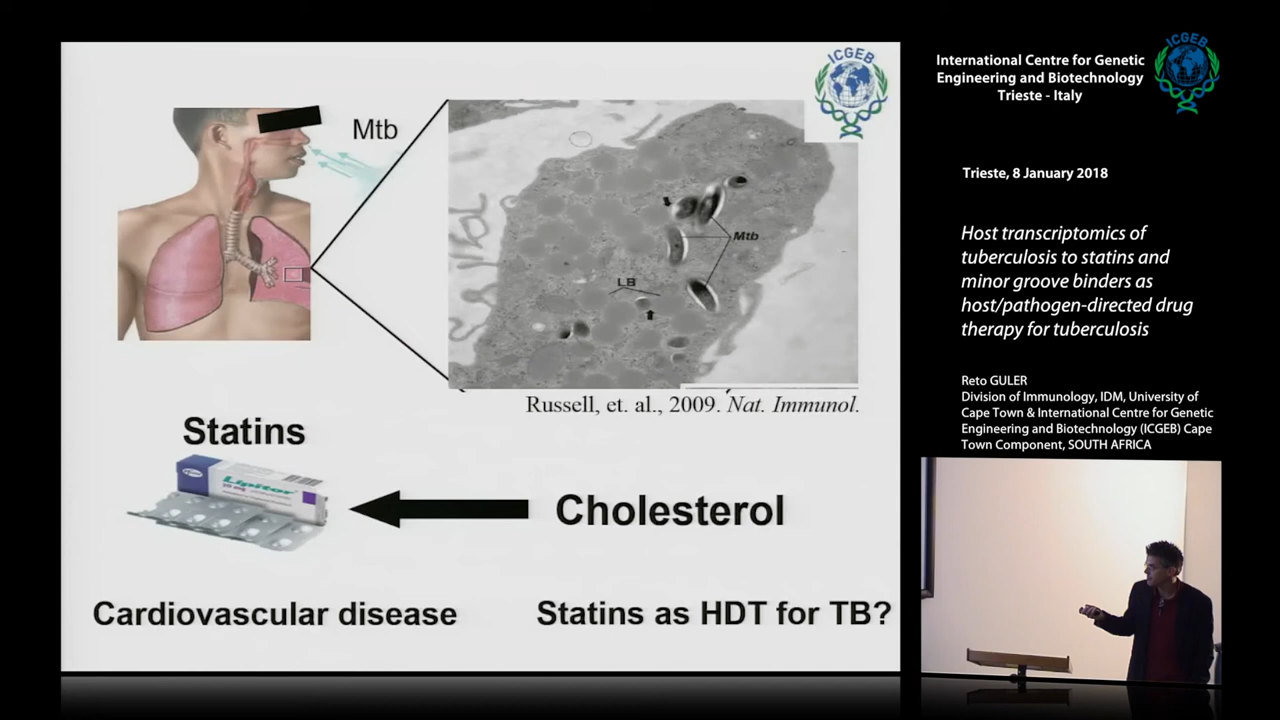 ICGEB
Mtb
Mtb
LB
Russell, et. al., 2009. Nat. Immunol.
Statins
Lipitor
Cholesterol
Cardiovascular disease
Statins as HDT for TB?
International Centre for Genetic
Engineering and Biotechnology
Trieste - Italy
ICGEB
Trieste, 8 January 2018
Host transcriptomics of
tuberculosis to statins and
minor groove binders as
host/pathogen-directed drug
therapy for tuberculosis
Reto GULER
Division of Immunology, IDM, University of
Cape Town & International Centre for Genetic
Engineering and Biotechnology (ICGEB) Cape
Town Component, SOUTH AFRICA